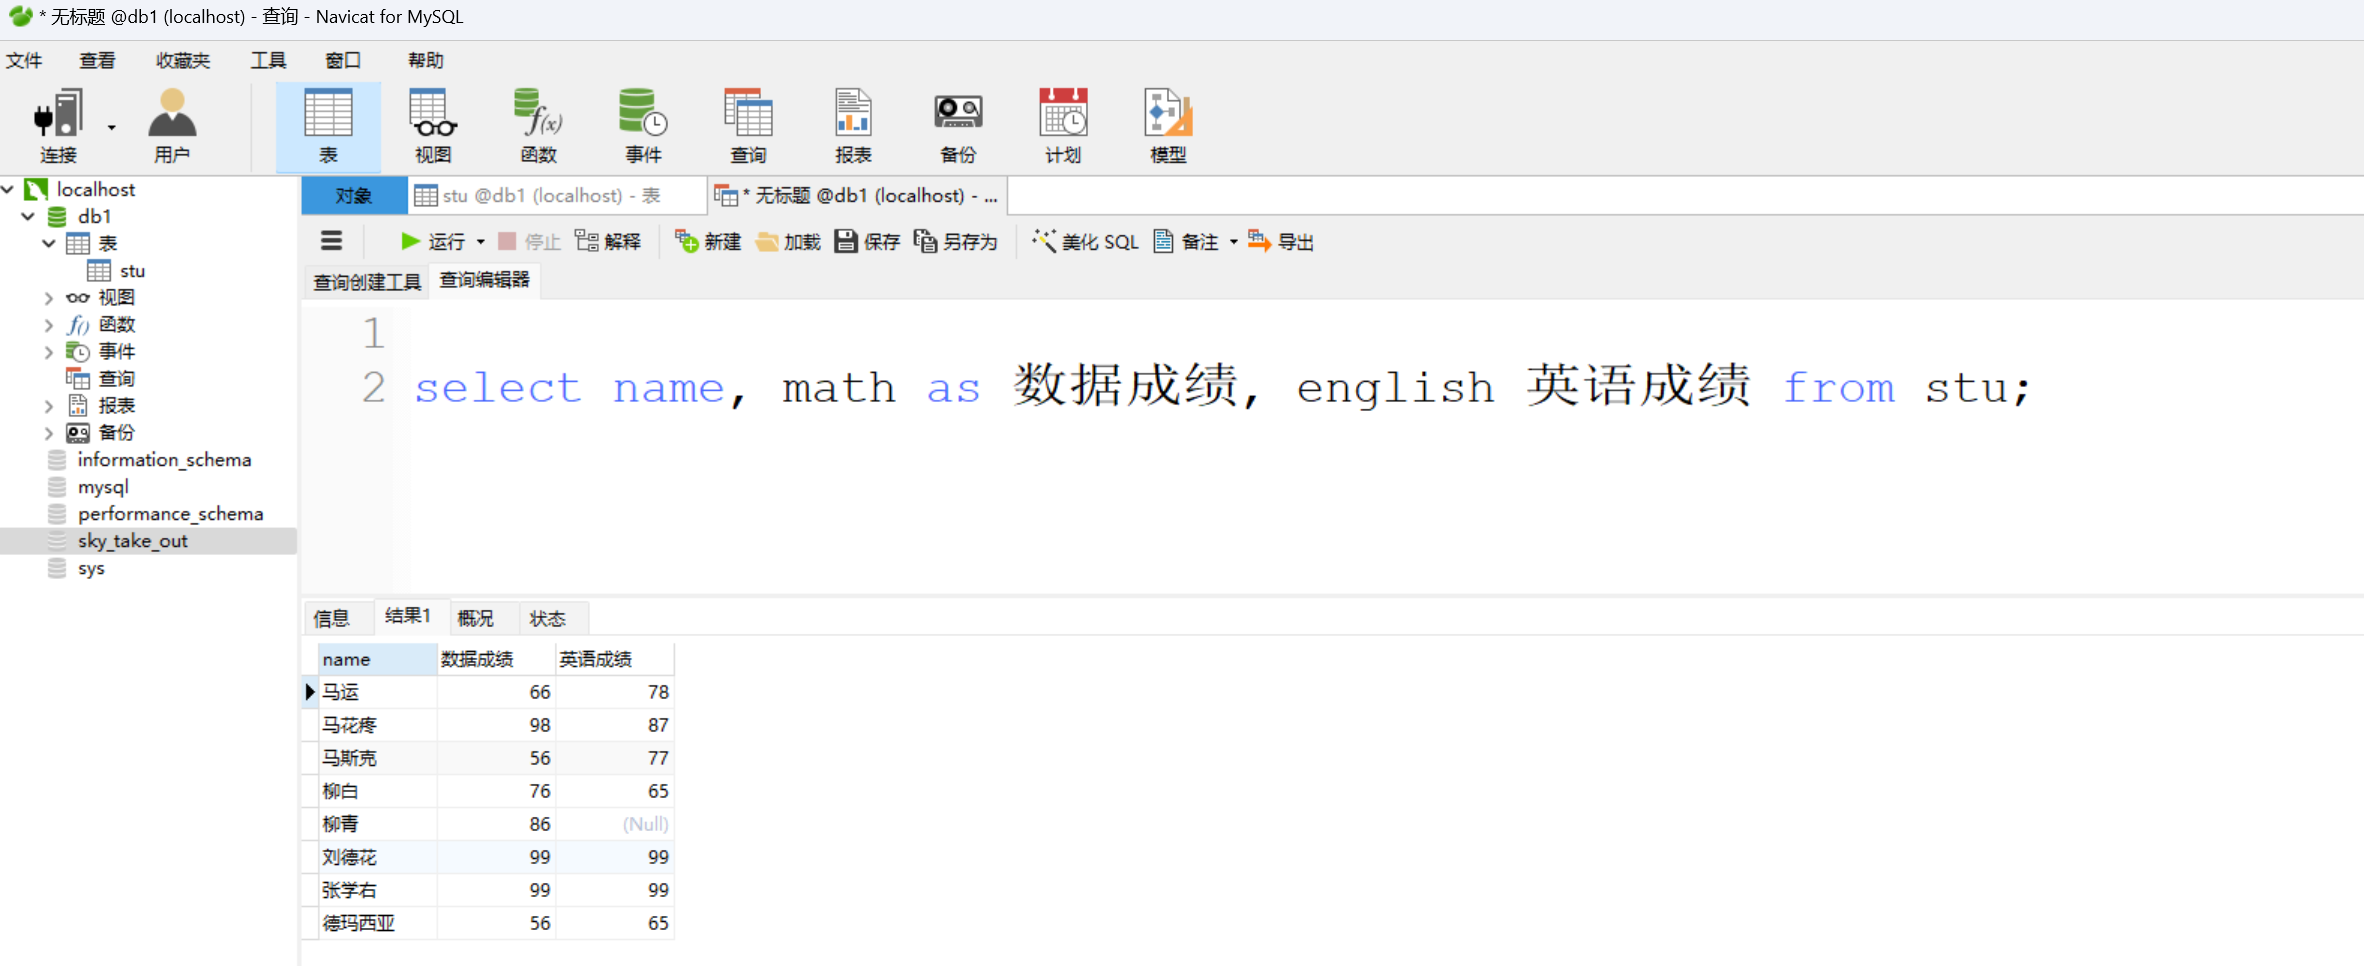 * 无标题 @db1 (localhost) - 查询 - Navicat for MySQL
文件 查看 收藏夹 工具 窗口 帮助
连接 用户 表 视图 f(x) 函数 事件 查询 报表 备份 计划 模型
localhost
db1
表
stu
视图
f() 函数
事件
查询
报表
备份
information_schema
mysql
performance_schema
sky_take_out
sys
对象 stu @db1 (localhost) - 表 * 无标题 @db1 (localhost) - ...
运行 停止 解释 新建 加载 保存 另存为 美化 SQL 备注 导出
查询创建工具 查询编辑器
1
2 select name, math as 数据成绩, english 英语成绩 from stu;
信息 结果1 概况 状态
name 数据成绩 英语成绩
马运 66 78
马花疼 98 87
马斯克 56 77
柳白 76 65
柳青 86 (Null)
刘德花 99 99
张学右 99 99
德玛西亚 56 65